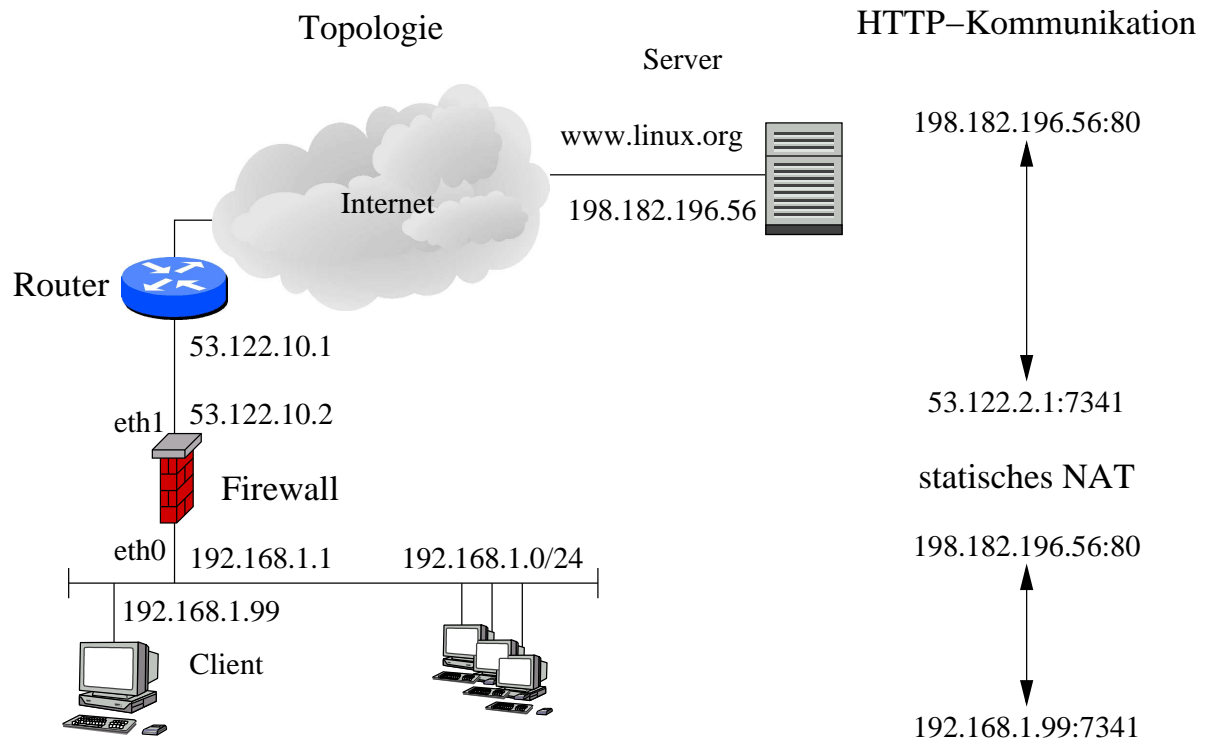 Topologie
HTTP–Kommunikation
Server
www.linux.org
198.182.196.56:80
Internet
198.182.196.56
Router
53.122.10.1
53.122.10.2
eth1
53.122.2.1:7341
Firewall
statisches NAT
eth0
192.168.1.1
192.168.1.0/24
198.182.196.56:80
192.168.1.99
Client
192.168.1.99:7341